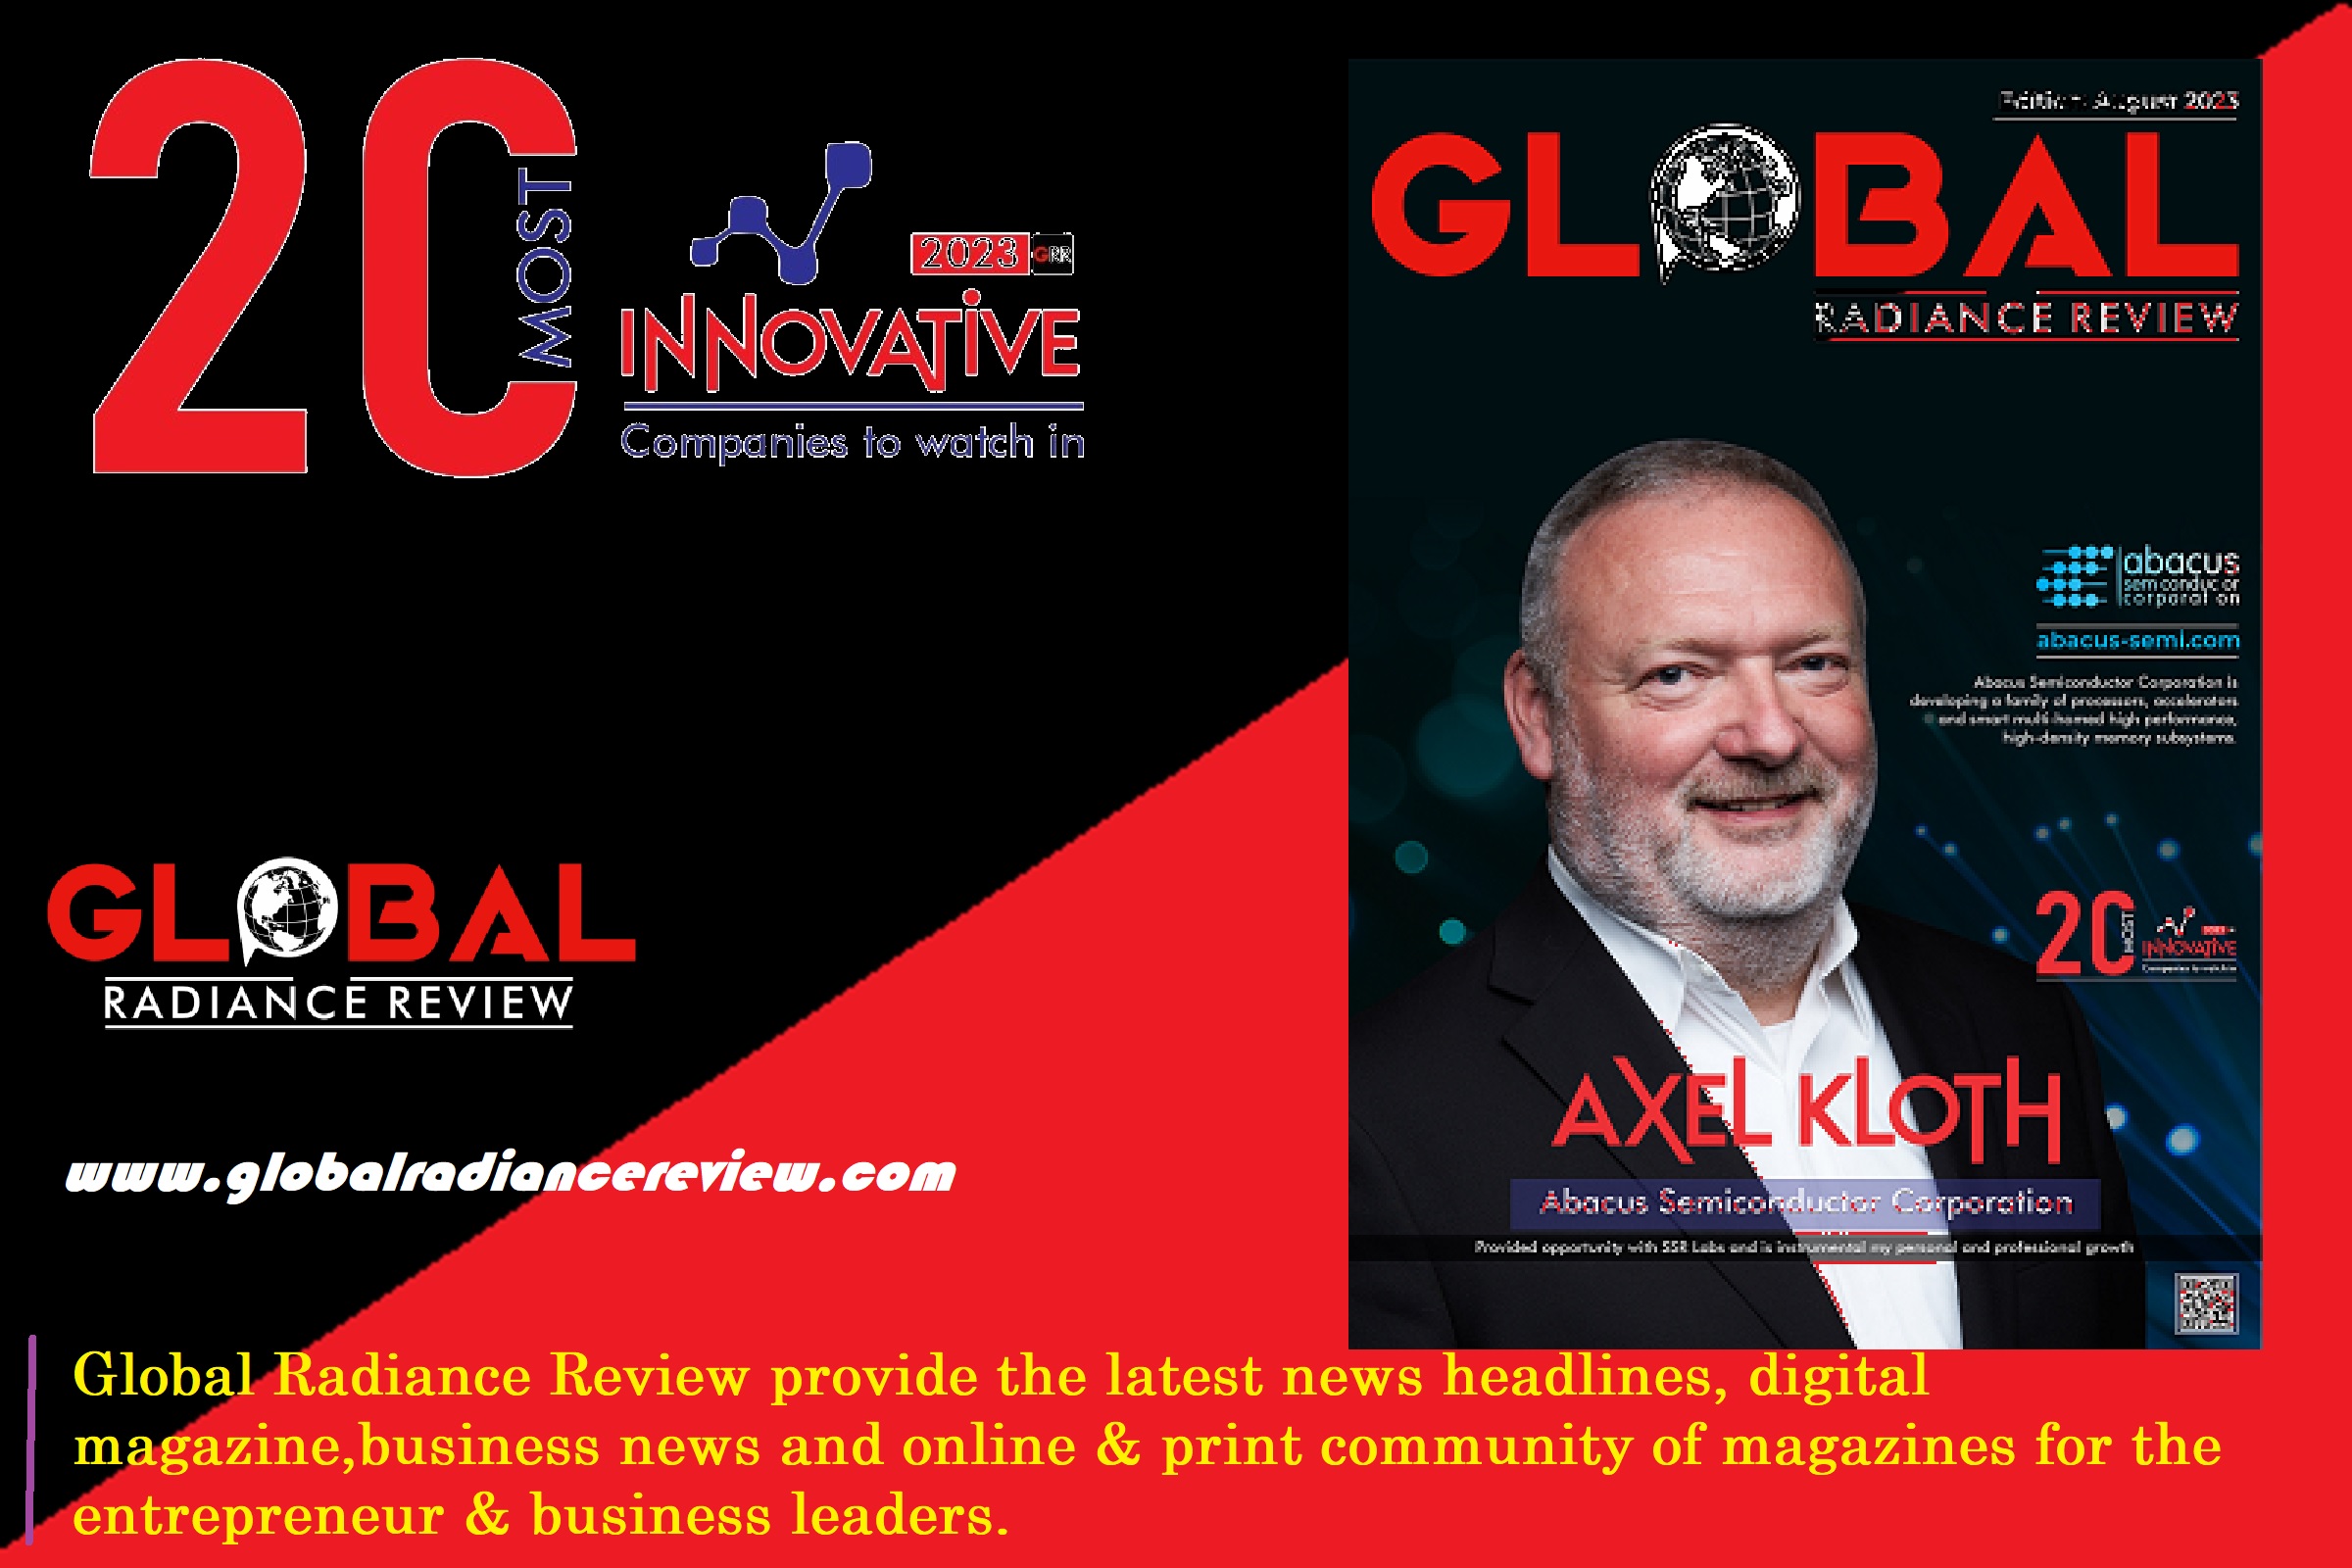 20
MOST
2023 GRR
INNOVATIVE
Companies to watch in
GLOBAL
RADIANCE REVIEW
www.globalradiancereview.com
Edition: August 2023
GLOBAL
RADIANCE REVIEW
abacus
semiconductor
corporation
abacus-semi.com
Abacus Semiconductor Corporation is
developing a family of processors, accelerators
and smart multi-homed high performance,
high-density memory subsystems.
20
MOST
INNOVATIVE
Companies to watch in
AXEL KLOTH
Abacus Semiconductor Corporation
Provided opportunity with SSR Labs and is instrumental my personal and professional growth
Global Radiance Review provide the latest news headlines, digital
magazine,business news and online & print community of magazines for the
entrepreneur & business leaders.